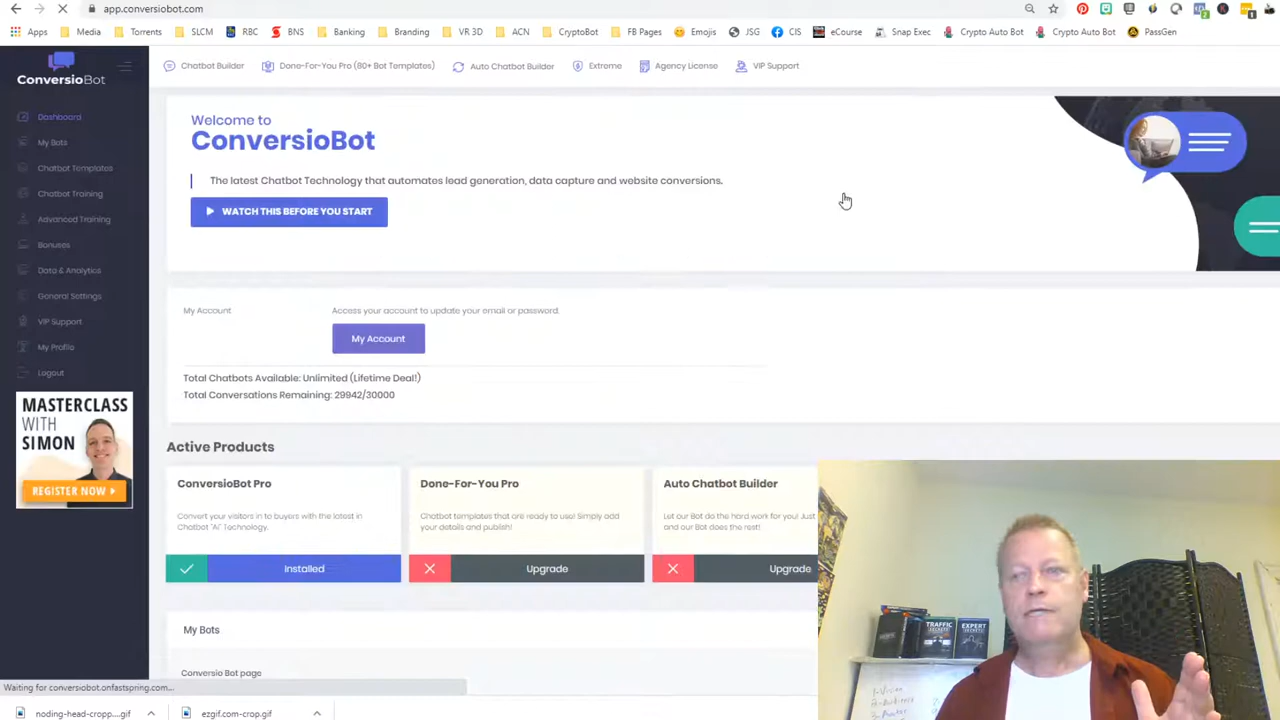 app.conversiobot.com
Apps Media Torrents SLCM RBC BNS Banking Branding VR 3D ACN CryptoBot FB Pages Emojis JSG CIS eCourse Snap Exec Crypto Auto Bot Crypto Auto Bot PassGen
ConversioBot
Chatbot Builder Done-For-You Pro (80+ Bot Templates) Auto Chatbot Builder Extreme Agency License VIP Support
Dashboard
My Bots
Chatbot Templates
Chatbot Training
Advanced Training
Bonuses
Data & Analytics
General Settings
VIP Support
My Profile
Logout
MASTERCLASS
WITH
SIMON
REGISTER NOW
Welcome to
ConversioBot
The latest Chatbot Technology that automates lead generation, data capture and website conversions.
WATCH THIS BEFORE YOU START
My Account Access your account to update your email or password.
My Account
Total Chatbots Available: Unlimited (Lifetime Deal!)
Total Conversations Remaining: 29942/30000
Active Products
ConversioBot Pro
Convert your visitors in to buyers with the latest in
Chatbot "AI" Technology.
Installed
Done-For-You Pro
Chatbot templates that are ready to use! Simply add
your details and publish!
Upgrade
Auto Chatbot Builder
Let our Bot do the hard work for you! Just
and our Bot does the rest!
Upgrade
My Bots
Conversio Bot page
TRAFFIC
SECRETS
EXPERT
SECRETS
Waiting for conversiobot.onfastspring.com...
noding-head-cropp....gif ezgif.com-crop.gif